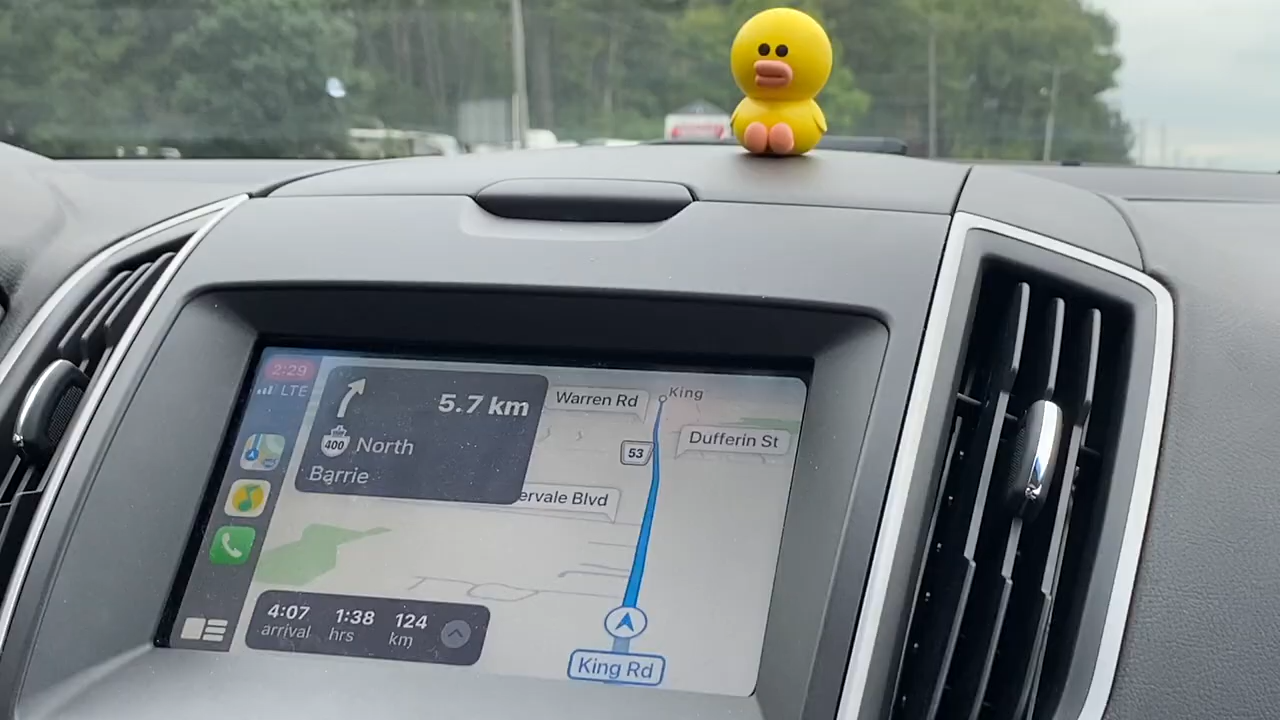 2:29
LTE
5.7 km
400 North
Barrie
Warren Rd
King
Dufferin St
53
ervale Blvd
4:07 1:38 124
arrival hrs km
King Rd